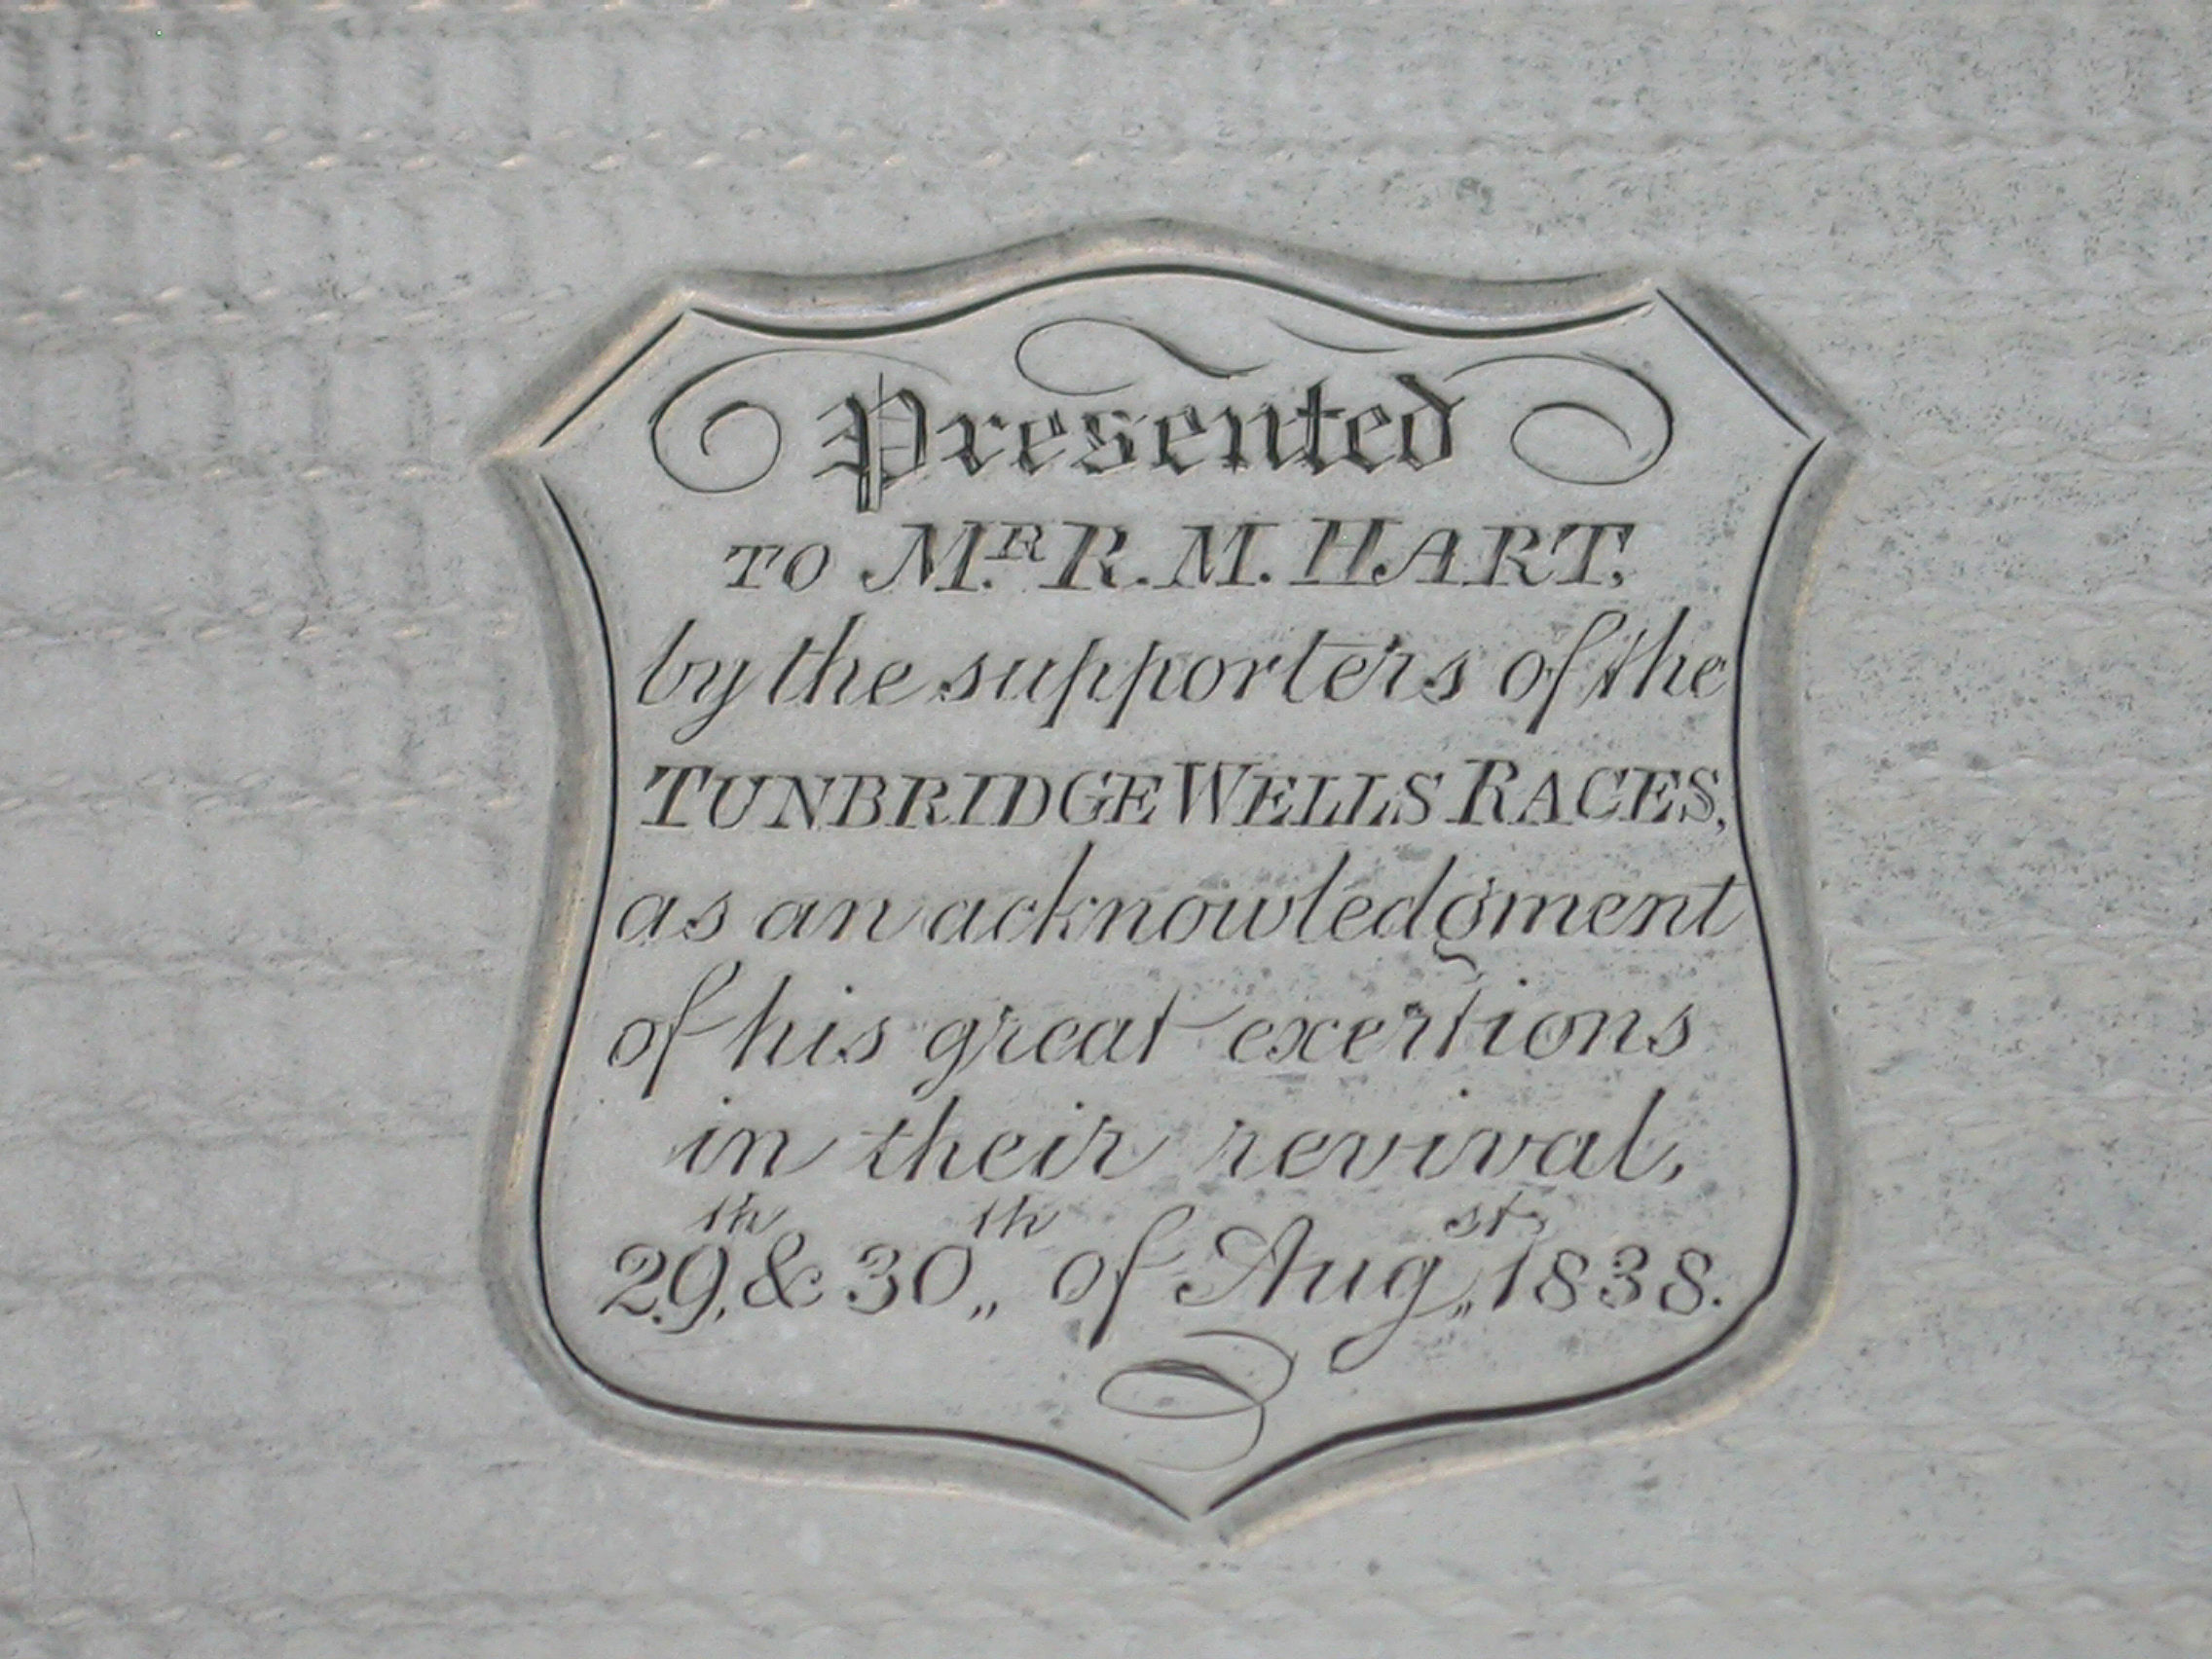 Presented
TO MR. R. M. HART,
by the supporters of the
TUNBRIDGE WELLS RACES,
as an acknowledgment
of his great exertions
in their revival,
29th, & 30th,, of Augst,, 1838.